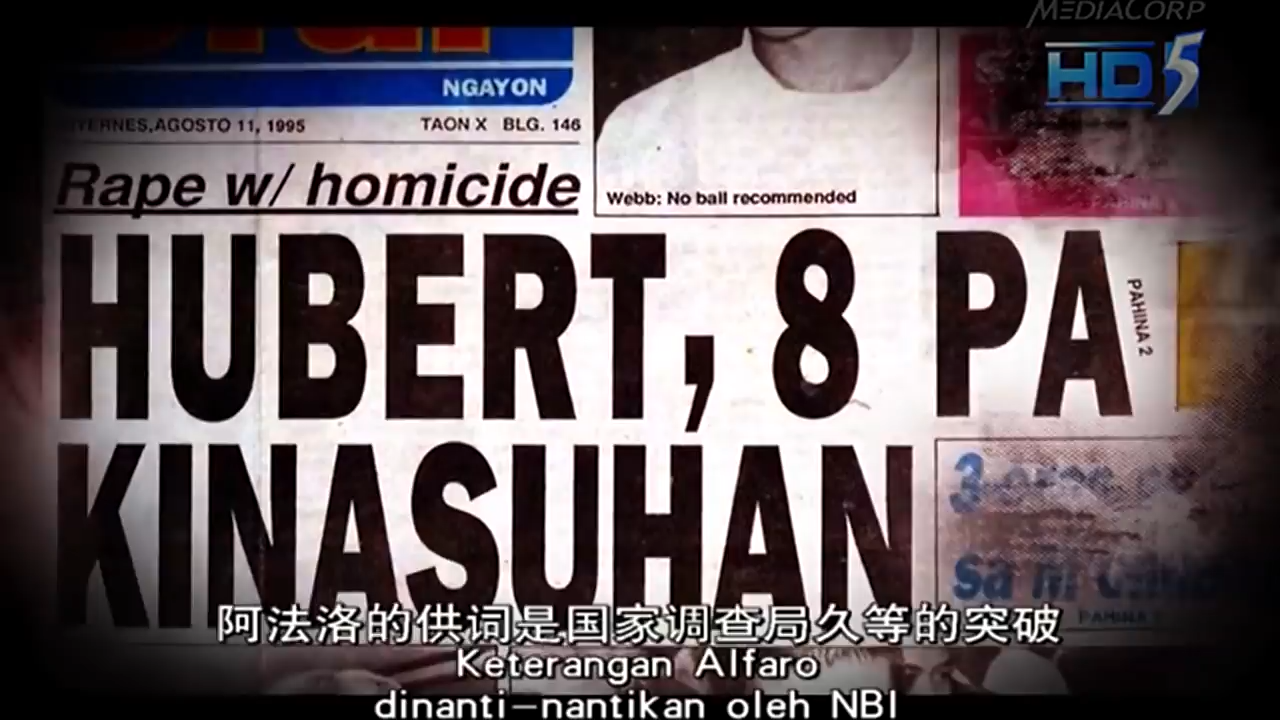 MEDIACORP
HD5
NGAYON
AGOSTO 11, 1995
TAON X BLG. 146
Rape w/ homicide
Webb: No bail recommended
HUBERT, 8 PA
PAHINA 2
KINASUHAN
阿法洛的供词是国家调查局久等的突破
Keterangan Alfaro
dinanti-nantikan oleh NBI